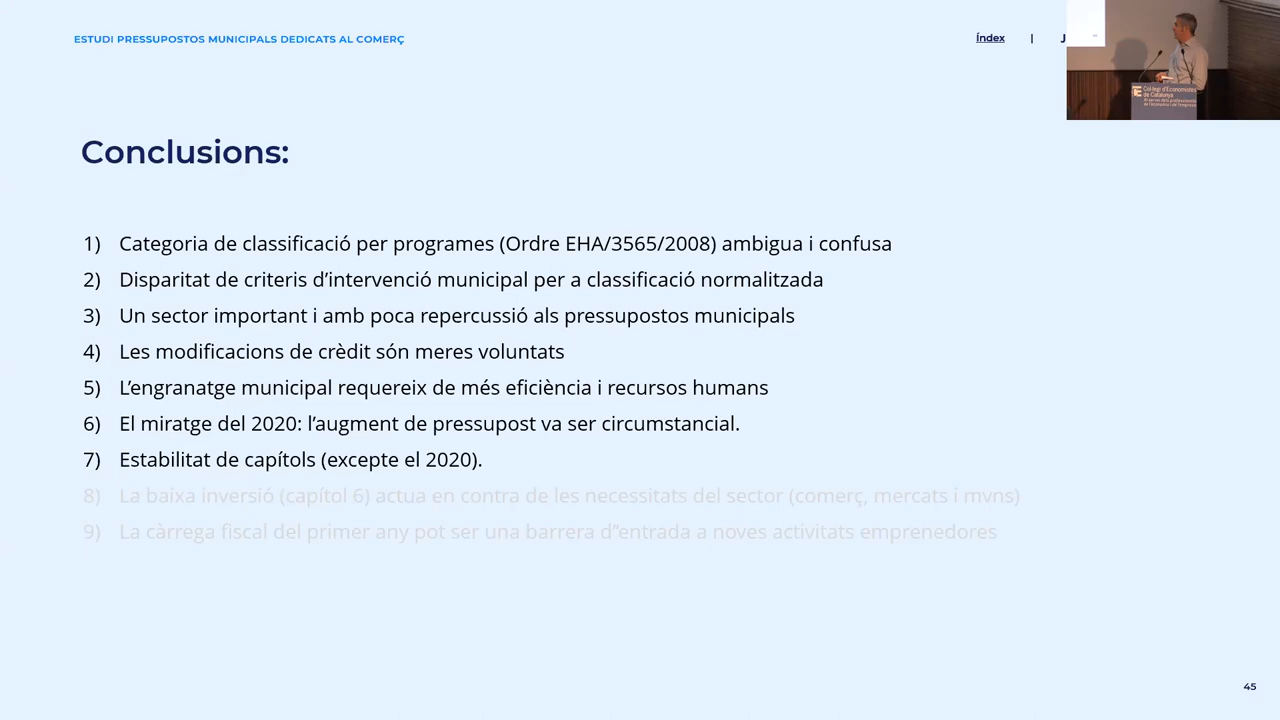 ESTUDI PRESSUPOSTOS MUNICIPALS DEDICATS AL COMERÇ
Índex | J
Col·legi d'Economistes
de Catalunya
Conclusions:
1) Categoria de classificació per programes (Ordre EHA/3565/2008) ambigua i confusa
2) Disparitat de criteris d'intervenció municipal per a classificació normalitzada
3) Un sector important i amb poca repercussió als pressupostos municipals
4) Les modificacions de crèdit són meres voluntats
5) L'engranatge municipal requereix de més eficiència i recursos humans
6) El miratge del 2020: l'augment de pressupost va ser circumstancial.
7) Estabilitat de capítols (excepte el 2020).
8) La baixa inversió (capítol 6) actua en contra de les necessitats del sector (comerç, mercats i mvns)
9) La càrrega fiscal del primer any pot ser una barrera d''entrada a noves activitats emprenedores
45